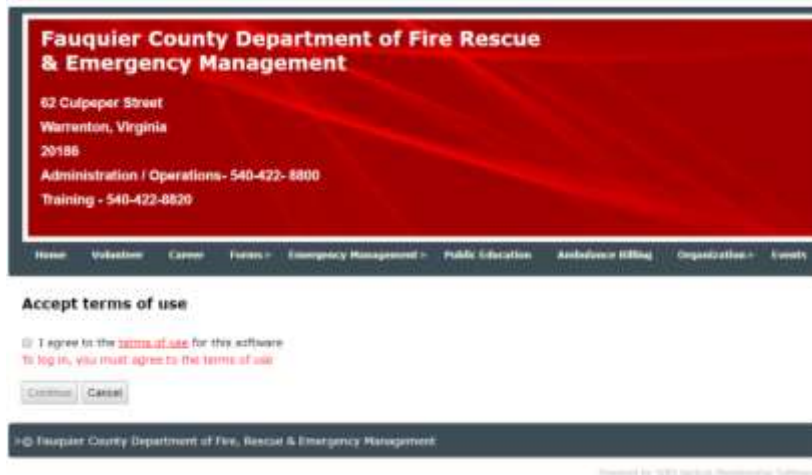 Fauquier County Department of Fire Rescue
& Emergency Management
62 Culpeper Street
Warrenton, Virginia
20186
Administration / Operations- 540-422- 8800
Training - 540-422-8820
Home Volunteer Career Forms > Emergency Management > Public Education Ambulance Billing Organization > Events
Accept terms of use
I agree to the terms of use for this software
To log in, you must agree to the terms of use
Continue Cancel
© Fauquier County Department of Fire, Rescue & Emergency Management
Powered by